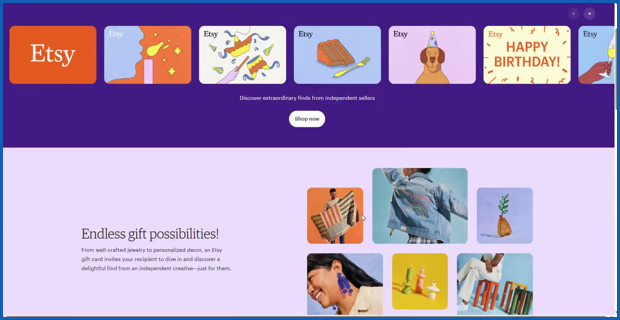 Etsy
Etsy
Etsy
Etsy
Etsy
Etsy
HAPPY
BIRTHDAY!
Etsy
Discover extraordinary finds from independent sellers
Shop now
Endless gift possibilities!
From well-crafted jewelry to personalized decor, an Etsy
gift card invites your recipient to dive in and discover a
delightful find from an independent creative—just for them.